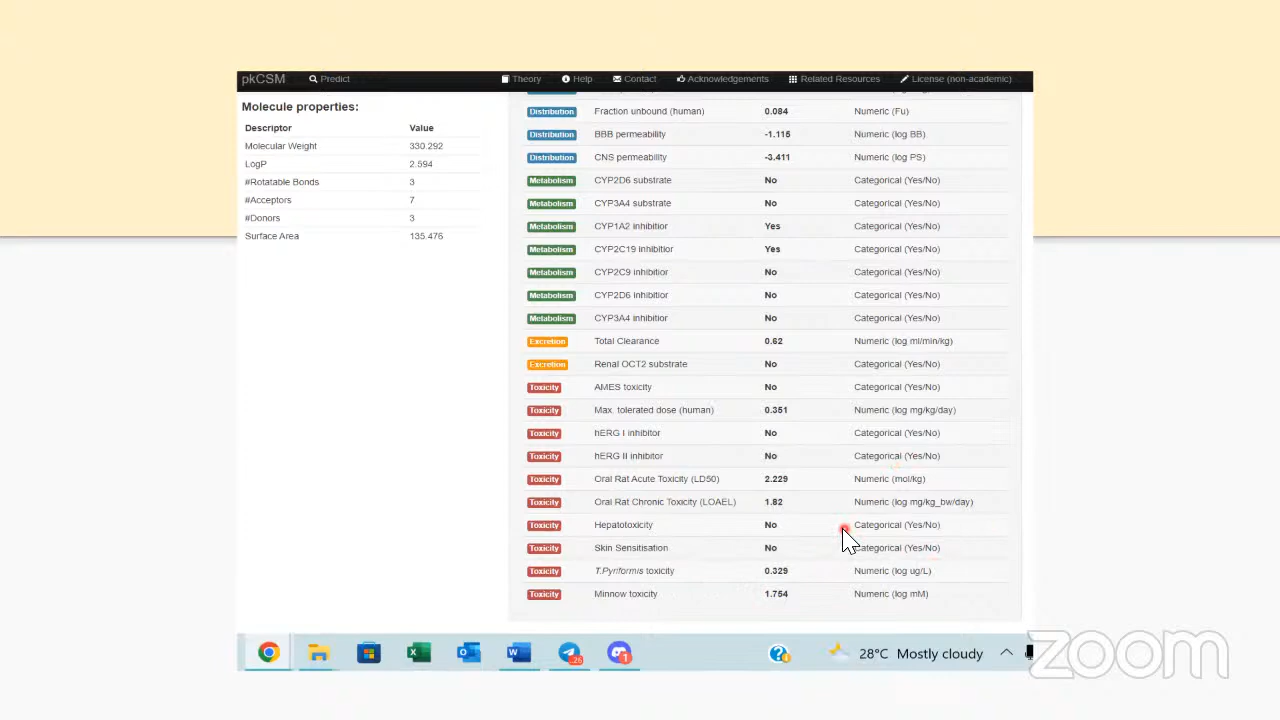 pkCSM Predict Theory Help Contact Acknowledgements Related Resources License (non-academic)
Molecule properties:
Descriptor Value
Molecular Weight 330.292
LogP 2.594
#Rotatable Bonds 3
#Acceptors 7
#Donors 3
Surface Area 135.476
Distribution Fraction unbound (human) 0.084 Numeric (Fu)
Distribution BBB permeability -1.115 Numeric (log BB)
Distribution CNS permeability -3.411 Numeric (log PS)
Metabolism CYP2D6 substrate No Categorical (Yes/No)
Metabolism CYP3A4 substrate No Categorical (Yes/No)
Metabolism CYP1A2 inhibitior Yes Categorical (Yes/No)
Metabolism CYP2C19 inhibitior Yes Categorical (Yes/No)
Metabolism CYP2C9 inhibitior No Categorical (Yes/No)
Metabolism CYP2D6 inhibitior No Categorical (Yes/No)
Metabolism CYP3A4 inhibitior No Categorical (Yes/No)
Excretion Total Clearance 0.62 Numeric (log ml/min/kg)
Excretion Renal OCT2 substrate No Categorical (Yes/No)
Toxicity AMES toxicity No Categorical (Yes/No)
Toxicity Max. tolerated dose (human) 0.351 Numeric (log mg/kg/day)
Toxicity hERG I inhibitor No Categorical (Yes/No)
Toxicity hERG II inhibitor No Categorical (Yes/No)
Toxicity Oral Rat Acute Toxicity (LD50) 2.229 Numeric (mol/kg)
Toxicity Oral Rat Chronic Toxicity (LOAEL) 1.82 Numeric (log mg/kg_bw/day)
Toxicity Hepatotoxicity No Categorical (Yes/No)
Toxicity Skin Sensitisation No Categorical (Yes/No)
Toxicity T.Pyriformis toxicity 0.329 Numeric (log ug/L)
Toxicity Minnow toxicity 1.754 Numeric (log mM)
26 1 28°C Mostly cloudy
zoom